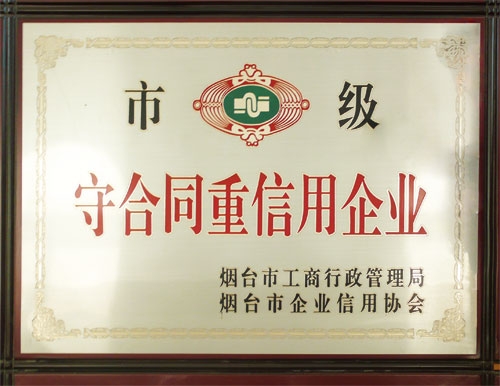 市 级
守合同重信用企业
烟台市工商行政管理局
烟台市企业信用协会